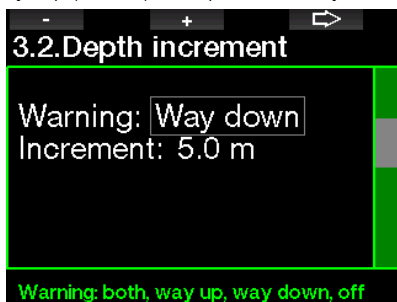 - +
3.2.Depth increment
Warning: Way down
Increment: 5.0 m
Warning: both, way up, way down, off